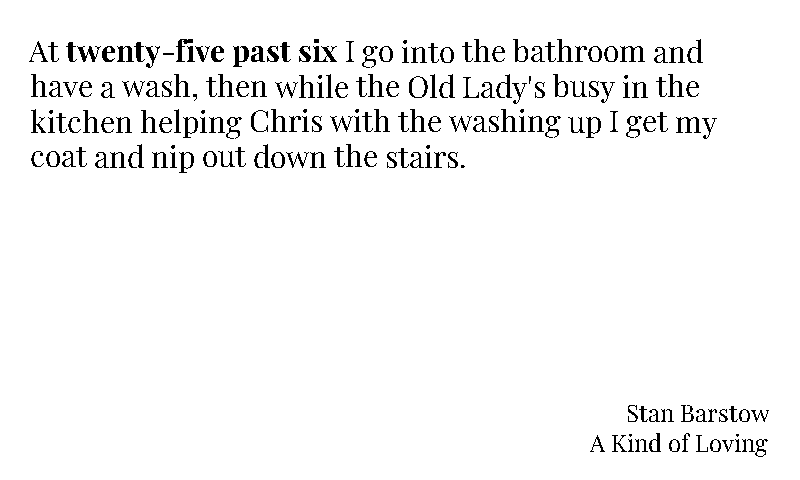 At twenty-five past six I go into the bathroom and
have a wash, then while the Old Lady's busy in the
kitchen helping Chris with the washing up I get my
coat and nip out down the stairs.
Stan Barstow
A Kind of Loving